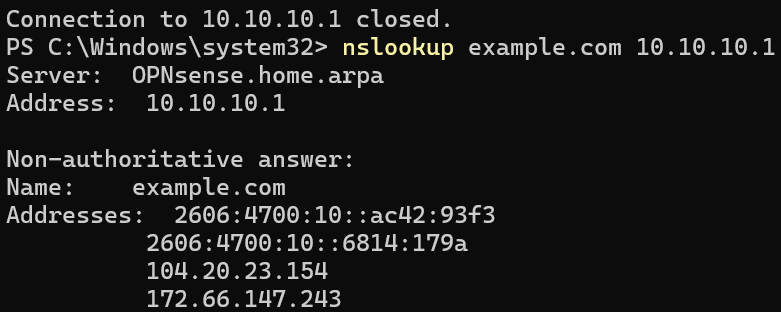 Connection to 10.10.10.1 closed.
PS C:\Windows\system32> nslookup example.com 10.10.10.1
Server:  OPNsense.home.arpa
Address:  10.10.10.1

Non-authoritative answer:
Name:    example.com
Addresses:  2606:4700:10::ac42:93f3
          2606:4700:10::6814:179a
          104.20.23.154
          172.66.147.243